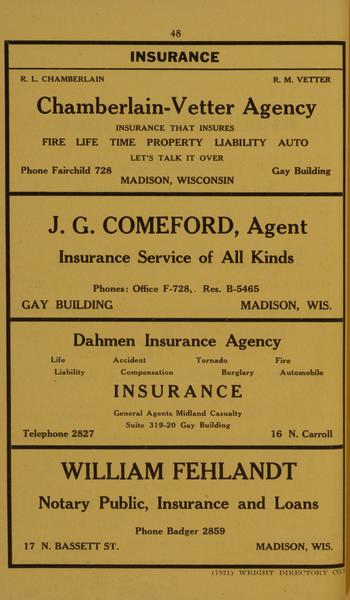 48
INSURANCE
R. L. CHAMBERLAIN R. M. VETTER
Chamberlain-Vetter Agency
INSURANCE THAT INSURES
FIRE LIFE TIME PROPERTY LIABILITY AUTO
LET'S TALK IT OVER
Phone Fairchild 728 Gay Building
MADISON, WISCONSIN
J. G. COMEFORD, Agent
Insurance Service of All Kinds
Phones: Office F-728,. Res. B-5465
GAY BUILDING MADISON, WIS.
Dahmen Insurance Agency
Life Accident Tornado Fire
Liability Compensation Burglary Automobile
INSURANCE
General Agents Midland Casualty
Suite 319-20 Gay Building
Telephone 2827 16 N. Carroll
WILLIAM FEHLANDT
Notary Public, Insurance and Loans
Phone Badger 2859
17 N. BASSETT ST. MADISON, WIS.
(1921) WRIGHT DIRECTORY CO.